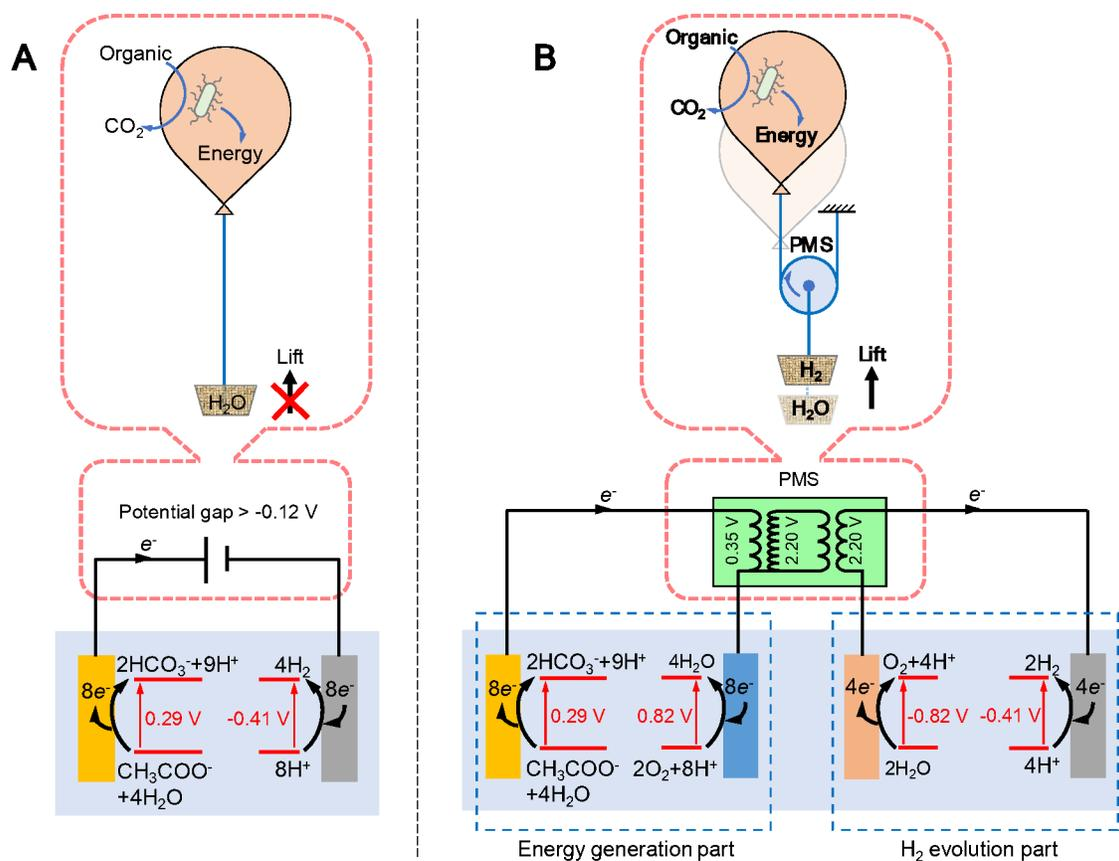 A
Organic
CO₂
Energy
Lift
H₂O
Potential gap > -0.12 V
e⁻
2HCO₃⁻+9H⁺
4H₂
8e⁻
8e⁻
0.29 V
-0.41 V
CH₃COO⁻
+4H₂O
8H⁺
B
Organic
CO₂
Energy
PMS
H₂
Lift
H₂O
PMS
e⁻
e⁻
0.35 V
2.20 V
2.20 V
2HCO₃⁻+9H⁺
4H₂O
8e⁻
8e⁻
0.29 V
0.82 V
CH₃COO⁻
+4H₂O
2O₂+8H⁺
O₂+4H⁺
2H₂
4e⁻
4e⁻
-0.82 V
-0.41 V
2H₂O
4H⁺
Energy generation part
H₂ evolution part